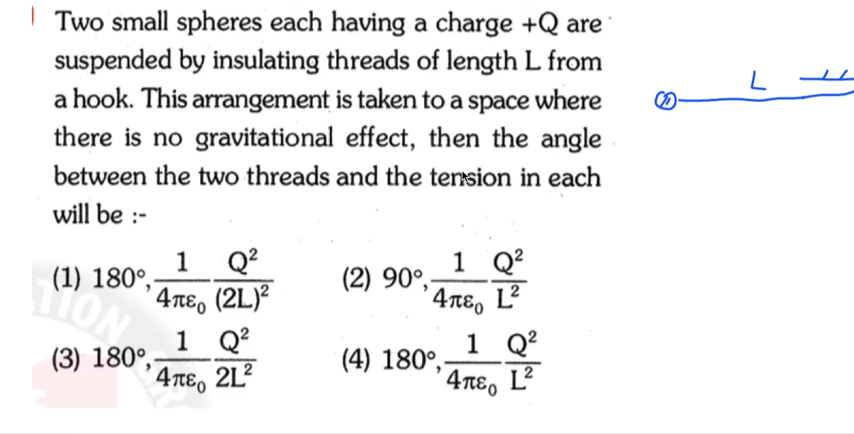 Two small spheres each having a charge +Q are
suspended by insulating threads of length L from
a hook. This arrangement is taken to a space where
there is no gravitational effect, then the angle
between the two threads and the tension in each
will be :-
(1) 180°, 1/4πε₀ Q²/(2L)²
(2) 90°, 1/4πε₀ Q²/L²
(3) 180°, 1/4πε₀ Q²/2L²
(4) 180°, 1/4πε₀ Q²/L²
L